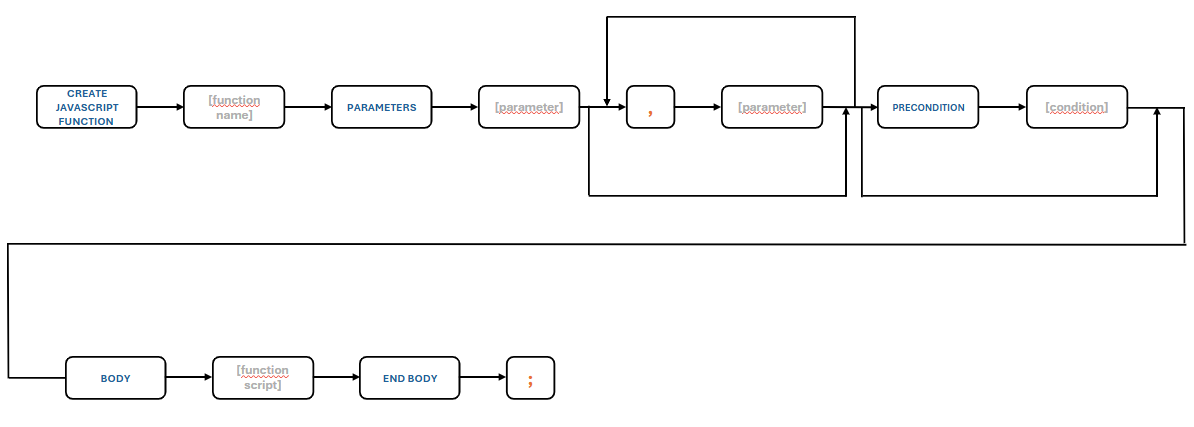 CREATE
JAVASCRIPT
FUNCTION
[function
name]
PARAMETERS
[parameter]
,
[parameter]
PRECONDITION
[condition]
BODY
[function
script]
END BODY
;